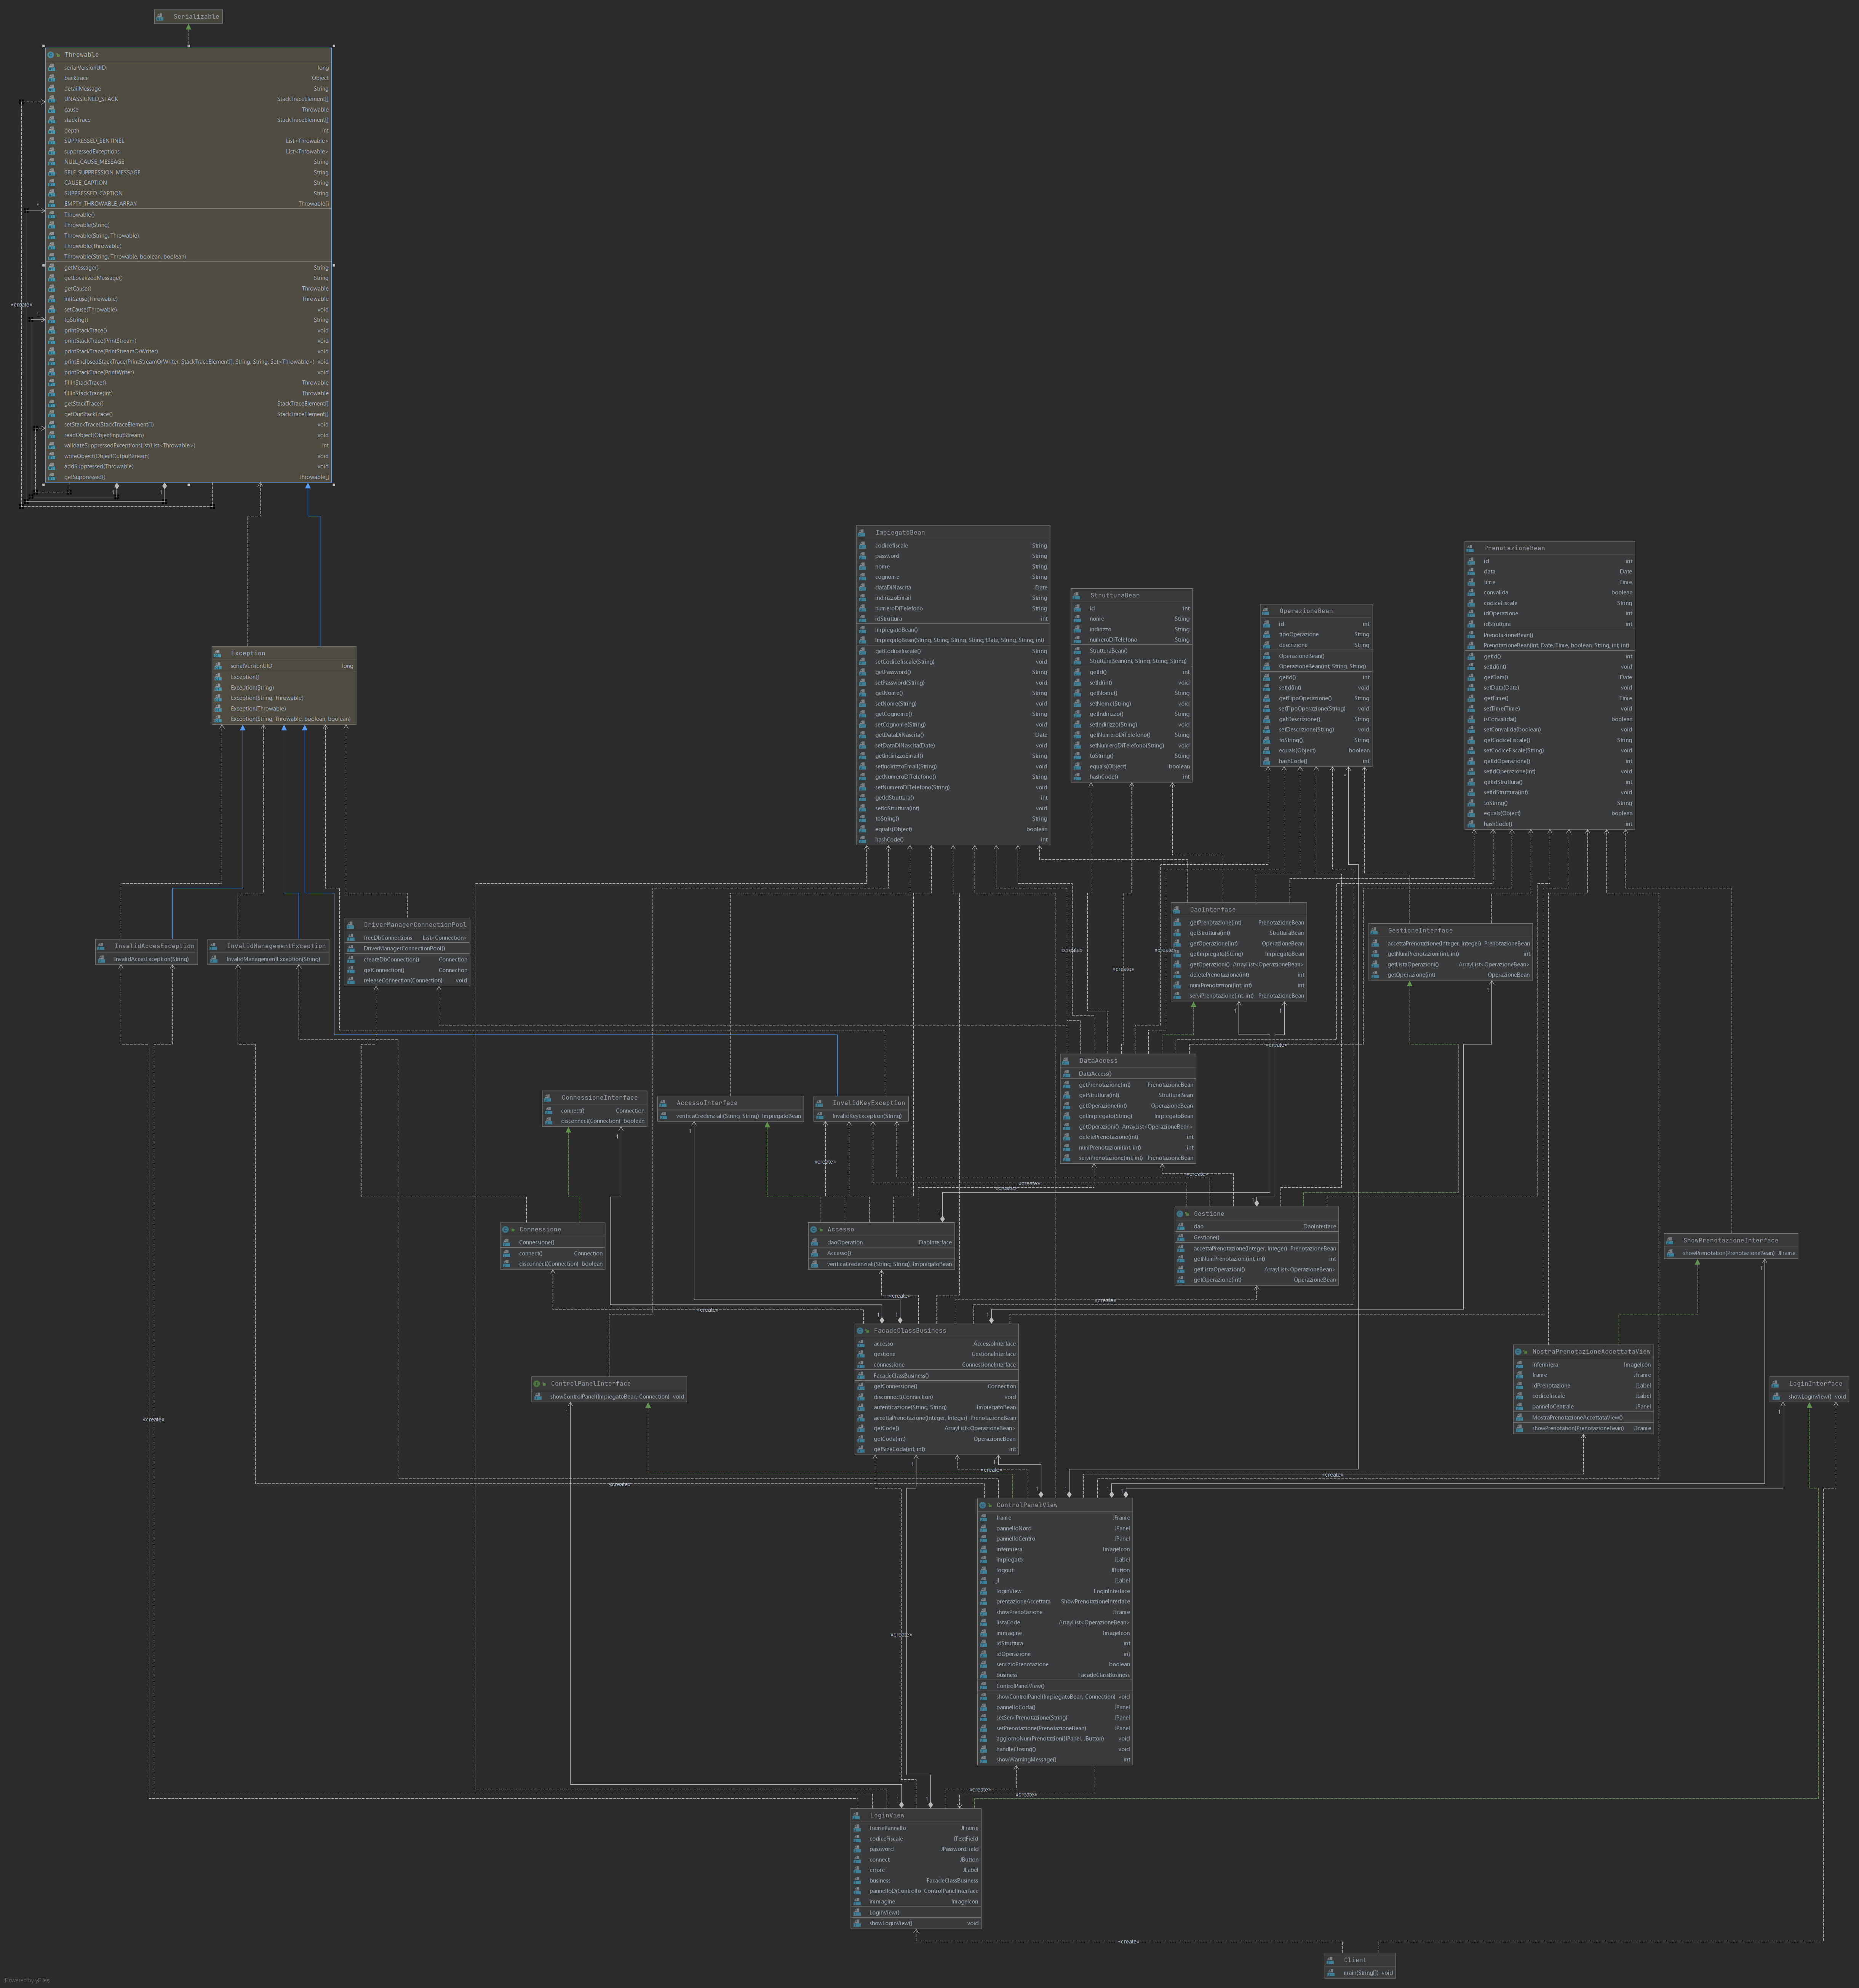 Serializable
Throwable
serialVersionUID long
backtrace Object
detailMessage String
UNASSIGNED_STACK StackTraceElement[]
cause Throwable
stackTrace StackTraceElement[]
depth int
SUPPRESSED_SENTINEL List<Throwable>
suppressedExceptions List<Throwable>
NULL_CAUSE_MESSAGE String
SELF_SUPPRESSION_MESSAGE String
CAUSE_CAPTION String
SUPPRESSED_CAPTION String
EMPTY_THROWABLE_ARRAY Throwable[]
Throwable()
Throwable(String)
Throwable(String, Throwable)
Throwable(Throwable)
Throwable(String, Throwable, boolean, boolean)
getMessage() String
getLocalizedMessage() String
getCause() Throwable
initCause(Throwable) Throwable
setCause(Throwable) void
toString() String
printStackTrace() void
printStackTrace(PrintStream) void
printStackTrace(PrintStreamOrWriter) void
printEnclosedStackTrace(PrintStreamOrWriter, StackTraceElement[], String, String, Set<Throwable>) void
printStackTrace(PrintWriter) void
fillInStackTrace() Throwable
fillInStackTrace(int) Throwable
getStackTrace() StackTraceElement[]
getOurStackTrace() StackTraceElement[]
setStackTrace(StackTraceElement[]) void
readObject(ObjectInputStream) void
validateSuppressedExceptionsList(List<Throwable>) int
writeObject(ObjectOutputStream) void
addSuppressed(Throwable) void
getSuppressed() Throwable[]
«create»
Exception
serialVersionUID long
Exception()
Exception(String)
Exception(String, Throwable)
Exception(Throwable)
Exception(String, Throwable, boolean, boolean)
ImpiegatoBean
codicefiscale String
password String
nome String
cognome String
dataDiNascita Date
indirizzoEmail String
numeroDiTelefono String
idStruttura int
ImpiegatoBean()
ImpiegatoBean(String, String, String, String, Date, String, String, int)
getCodicefiscale() String
setCodicefiscale(String) void
getPassword() String
setPassword(String) void
getNome() String
setNome(String) void
getCognome() String
setCognome(String) void
getDataDiNascita() Date
setDataDiNascita(Date) void
getIndirizzoEmail() String
setIndirizzoEmail(String) void
getNumeroDiTelefono() String
setNumeroDiTelefono(String) void
getIdStruttura() int
setIdStruttura(int) void
toString() String
equals(Object) boolean
hashCode() int
StrutturaBean
id int
nome String
indirizzo String
numeroDiTelefono String
StrutturaBean()
StrutturaBean(int, String, String, String)
getId() int
setId(int) void
getNome() String
setNome(String) void
getIndirizzo() String
setIndirizzo(String) void
getNumeroDiTelefono() String
setNumeroDiTelefono(String) void
toString() String
equals(Object) boolean
hashCode() int
OperazioneBean
id int
tipoOperazione String
descrizione String
OperazioneBean()
OperazioneBean(int, String, String)
getId() int
setId(int) void
getTipoOperazione() String
setTipoOperazione(String) void
getDescrizione() String
setDescrizione(String) void
toString() String
equals(Object) boolean
hashCode() int
PrenotazioneBean
id int
data Date
time Time
convalida boolean
codiceFiscale String
idOperazione int
idStruttura int
PrenotazioneBean()
PrenotazioneBean(int, Date, Time, boolean, String, int, int)
getId() int
setId(int) void
getData() Date
setData(Date) void
getTime() Time
setTime(Time) void
isConvalida() boolean
setConvalida(boolean) void
getCodiceFiscale() String
setCodiceFiscale(String) void
getIdOperazione() int
setIdOperazione(int) void
getIdStruttura() int
setIdStruttura(int) void
toString() String
equals(Object) boolean
hashCode() int
InvalidAccesException
InvalidAccesException(String)
InvalidManagementException
InvalidManagementException(String)
DriverManagerConnectionPool
freeDbConnections List<Connection>
DriverManagerConnectionPool()
createDbConnection() Connection
getConnection() Connection
releaseConnection(Connection) void
DaoInterface
getPrenotazione(int) PrenotazioneBean
getStruttura(int) StrutturaBean
getOperazione(int) OperazioneBean
getImpiegato(String) ImpiegatoBean
getOperazioni() ArrayList<OperazioneBean>
deletePrenotazione(int) int
numPrenotazioni(int, int) int
serviPrenotazione(int, int) PrenotazioneBean
GestioneInterface
accettaPrenotazione(Integer, Integer) PrenotazioneBean
getNumPrenotazioni(int, int) int
getListaOperazioni() ArrayList<OperazioneBean>
getOperazione(int) OperazioneBean
«create»
«create»
«create»
«create»
DataAccess
DataAccess()
getPrenotazione(int) PrenotazioneBean
getStruttura(int) StrutturaBean
getOperazione(int) OperazioneBean
getImpiegato(String) ImpiegatoBean
getOperazioni() ArrayList<OperazioneBean>
deletePrenotazione(int) int
numPrenotazioni(int, int) int
serviPrenotazione(int, int) PrenotazioneBean
ConnessioneInterface
connect() Connection
disconnect(Connection) boolean
AccessoInterface
verificaCredenziali(String, String) ImpiegatoBean
InvalidKeyException
InvalidKeyException(String)
«create»
«create»
«create»
«create»
Connessione
Connessione()
connect() Connection
disconnect(Connection) boolean
Accesso
daoOperation DaoInterface
Accesso()
verificaCredenziali(String, String) ImpiegatoBean
Gestione
dao DaoInterface
Gestione()
accettaPrenotazione(Integer, Integer) PrenotazioneBean
getNumPrenotazioni(int, int) int
getListaOperazioni() ArrayList<OperazioneBean>
getOperazione(int) OperazioneBean
ShowPrenotazioneInterface
showPrenotation(PrenotazioneBean) JFrame
«create»
«create»
«create»
FacadeClassBusiness
accesso AccessoInterface
gestione GestioneInterface
connessione ConnessioneInterface
FacadeClassBusiness()
getConnessione() Connection
disconnect(Connection) void
autenticazione(String, String) ImpiegatoBean
accettaPrenotazione(Integer, Integer) PrenotazioneBean
getCode() ArrayList<OperazioneBean>
getCoda(int) OperazioneBean
getSizeCoda(int, int) int
ControlPanelInterface
showControlPanel(ImpiegatoBean, Connection) void
MostraPrenotazioneAccettataView
infermiera ImageIcon
frame JFrame
idPrenotazione JLabel
codicefiscale JLabel
pannelloCentrale JPanel
MostraPrenotazioneAccettataView()
showPrenotation(PrenotazioneBean) JFrame
LoginInterface
showLoginView() void
«create»
«create»
«create»
«create»
ControlPanelView
frame JFrame
pannelloNord JPanel
pannelloCentro JPanel
infermiera ImageIcon
impiegato JLabel
logout JButton
jl JLabel
loginView LoginInterface
prentazioneAccettata ShowPrenotazioneInterface
showPrenotazione JFrame
listaCode ArrayList<OperazioneBean>
immagine ImageIcon
idStruttura int
idOperazione int
servizioPrenotazione boolean
business FacadeClassBusiness
ControlPanelView()
showControlPanel(ImpiegatoBean, Connection) void
pannelloCoda() JPanel
setServiPrenotazione(String) JPanel
setPrenotazione(PrenotazioneBean) JPanel
aggiornoNumPrenotazioni(JPanel, JButton) void
handleClosing() void
showWarningMessage() int
«create»
«create»
«create»
LoginView
framePannello JFrame
codiceFiscale JTextField
password JPasswordField
connect JButton
errore JLabel
business FacadeClassBusiness
pannelloDiControllo ControlPanelInterface
immagine ImageIcon
LoginView()
showLoginView() void
«create»
Client
main(String[]) void
Powered by yFiles